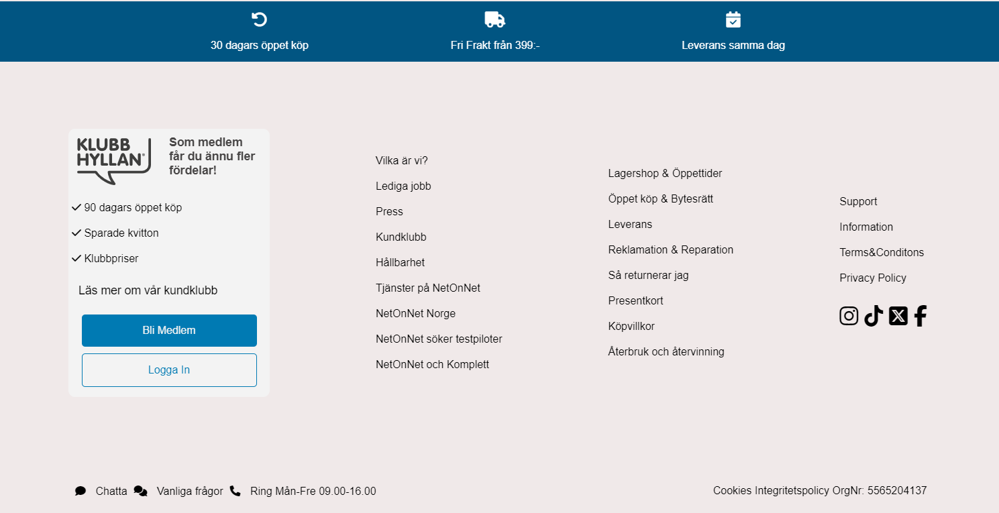 30 dagars öppet köp
Fri Frakt från 399:-
Leverans samma dag
KLUBB
HYLLAN®
Som medlem
får du ännu fler
fördelar!
90 dagars öppet köp
Sparade kvitton
Klubbpriser
Läs mer om vår kundklubb
Bli Medlem
Logga In
Vilka är vi?
Lediga jobb
Press
Kundklubb
Hållbarhet
Tjänster på NetOnNet
NetOnNet Norge
NetOnNet söker testpiloter
NetOnNet och Komplett
Lagershop & Öppettider
Öppet köp & Bytesrätt
Leverans
Reklamation & Reparation
Så returnerar jag
Presentkort
Köpvillkor
Återbruk och återvinning
Support
Information
Terms&Conditons
Privacy Policy
Chatta Vanliga frågor Ring Mån-Fre 09.00-16.00
Cookies Integritetspolicy OrgNr: 5565204137